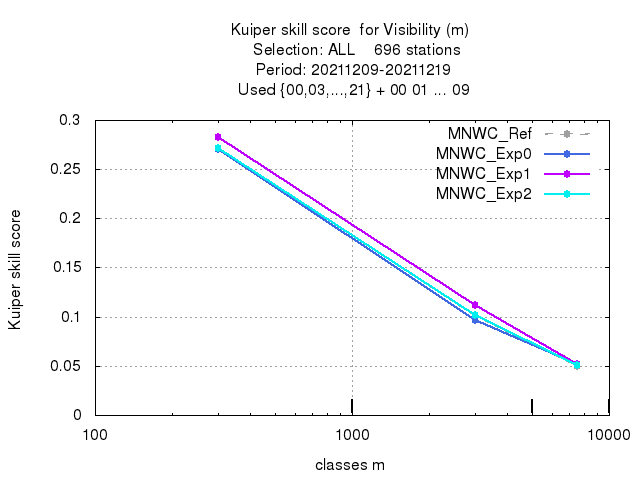 Kuiper skill score  for Visibility (m)
Selection: ALL    696 stations
Period: 20211209-20211219
Used {00,03,...,21} + 00 01 ... 09
0.3
0.25
0.2
0.15
0.1
0.05
0
Kuiper skill score
MNWC_Ref
MNWC_Exp0
MNWC_Exp1
MNWC_Exp2
100 1000 10000
classes m